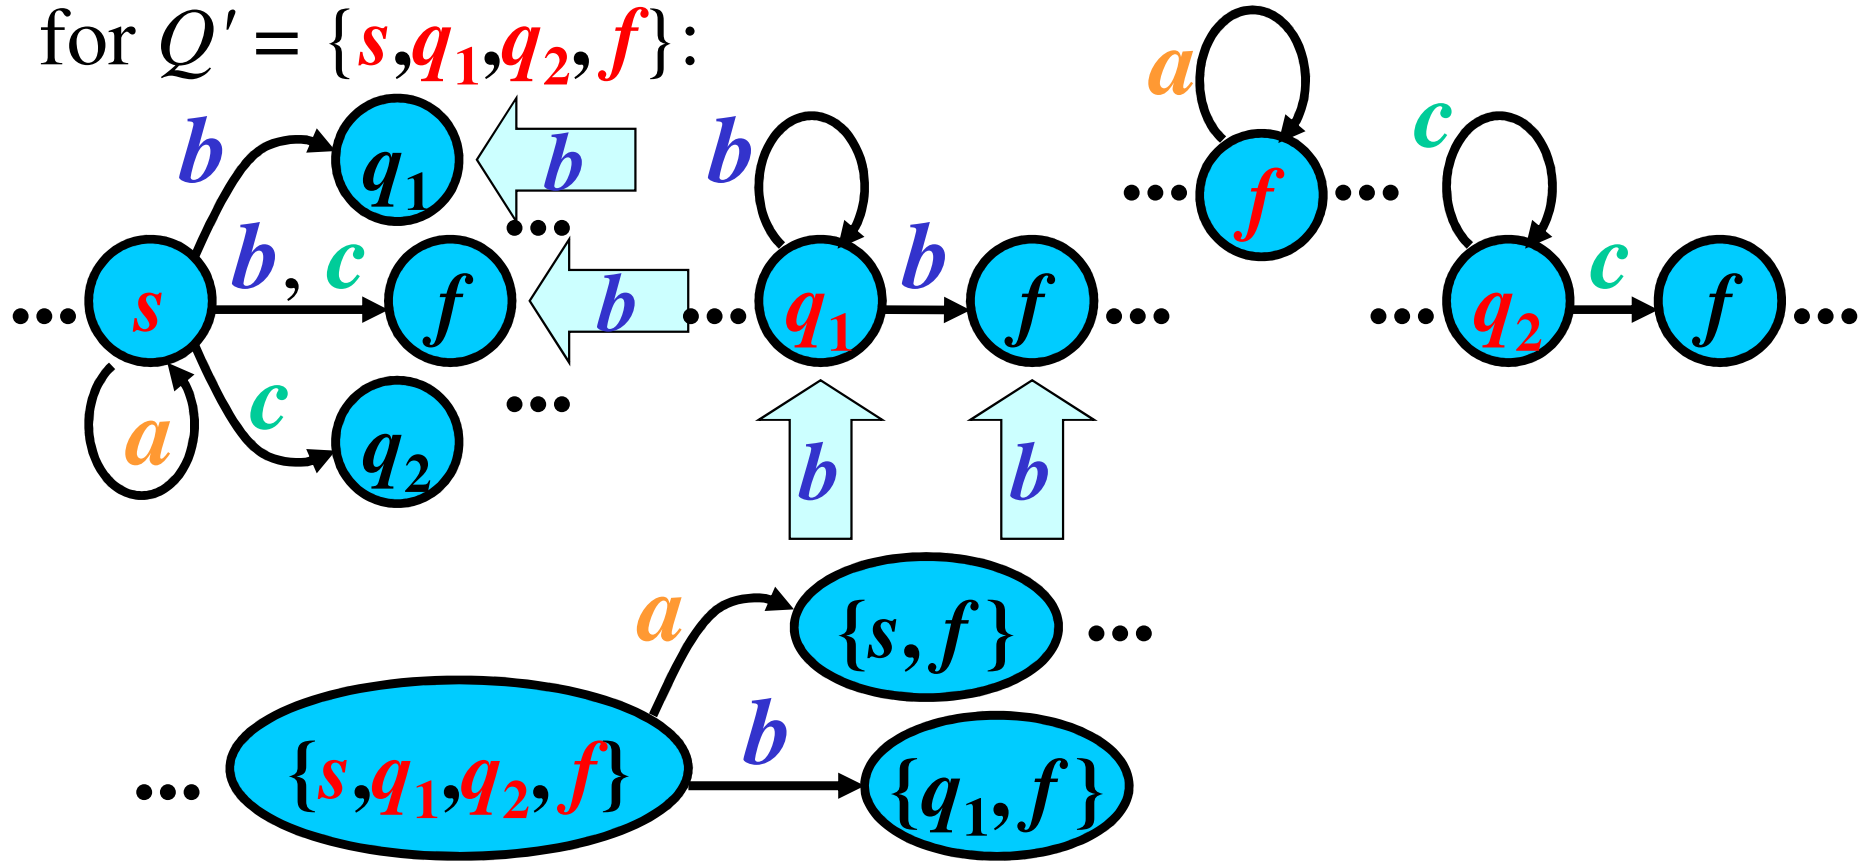 for Q′ = {s,q₁,q₂, f}:
a
c
b
q₁
b
b
f
... ...
...
b, c
b
c
... s
f
b
... q₁
f ...
... q₂
f ...
c
...
a
q₂
b
b
a
{s, f} ...
b
... {s,q₁,q₂, f}
{q₁, f}